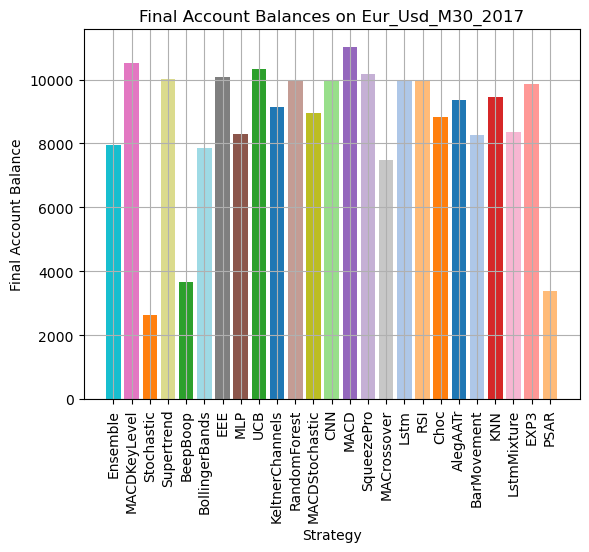 Final Account Balances on Eur_Usd_M30_2017
Final Account Balance
10000
8000
6000
4000
2000
0
Ensemble
MACDKeyLevel
Stochastic
Supertrend
BeepBoop
BollingerBands
EEE
MLP
UCB
KeltnerChannels
RandomForest
MACDStochastic
CNN
MACD
SqueezePro
MACrossover
Lstm
RSI
Choc
AlegAATr
BarMovement
KNN
LstmMixture
EXP3
PSAR
Strategy